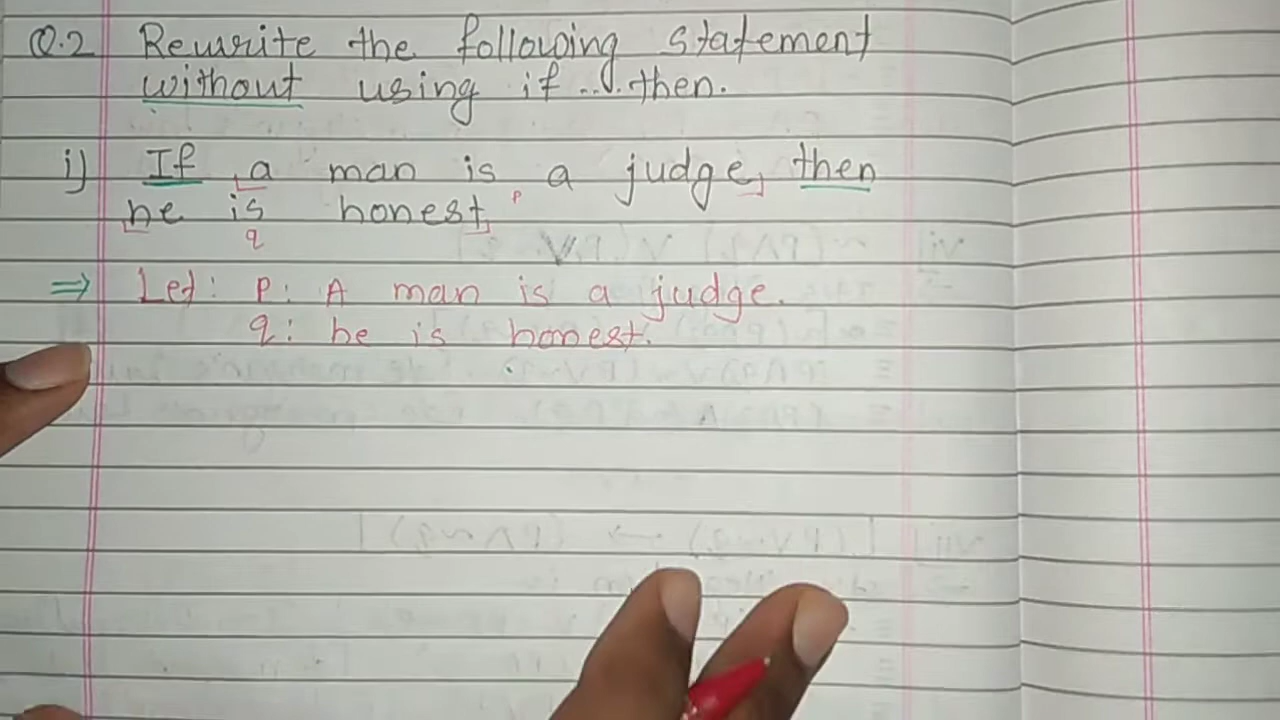 Q.2 Rewrite the following statement
without using if ... then.
i) If a man is a judge, then
he is honest. p
q
⇒ Let: p: A man is a judge.
q: he is honest.